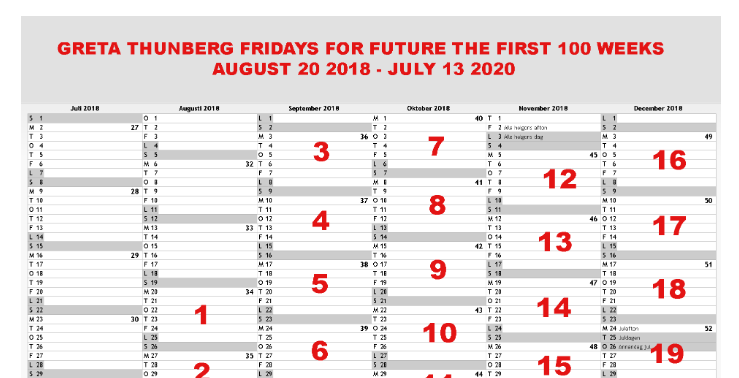 GRETA THUNBERG FRIDAYS FOR FUTURE THE FIRST 100 WEEKS
AUGUST 20 2018 - JULY 13 2020
Juli 2018 Augusti 2018 September 2018 Oktober 2018 November 2018 December 2018
S 1 O 1 L 1 M 1 40 T 1 L 1
M 2 27 T 2 S 2 T 2 F 2 Alla helgons afton S 2
T 3 F 3 M 3 36 O 3 L 3 Alla helgons dag M 3 49
O 4 L 4 T 4 3 T 4 7 S 4 T 4
T 5 S 5 O 5 F 5 M 5 45 O 5 16
F 6 M 6 32 T 6 L 6 T 6 T 6
L 7 T 7 F 7 S 7 O 7 12 F 7
S 8 O 8 L 8 M 8 41 T 8 L 8
M 9 28 T 9 S 9 T 9 F 9 S 9
T 10 F 10 M 10 37 O 10 8 L 10 M 10 50
O 11 L 11 T 11 T 11 S 11 T 11
T 12 S 12 O 12 4 F 12 M 12 46 O 12 17
F 13 M 13 33 T 13 L 13 T 13 T 13
L 14 T 14 F 14 S 14 O 14 13 F 14
S 15 O 15 L 15 M 15 42 T 15 L 15
M 16 29 T 16 S 16 T 16 F 16 S 16
T 17 F 17 M 17 38 O 17 9 L 17 M 17 51
O 18 L 18 T 18 T 18 S 18 T 18
T 19 S 19 O 19 5 F 19 M 19 47 O 19 18
F 20 M 20 34 T 20 L 20 T 20 T 20
L 21 T 21 F 21 S 21 O 21 14 F 21
S 22 O 22 1 L 22 M 22 43 T 22 L 22
M 23 30 T 23 S 23 T 23 F 23 S 23
T 24 F 24 M 24 39 O 24 10 L 24 M 24 Julafton 52
O 25 L 25 T 25 T 25 S 25 T 25 Juldagen
T 26 S 26 O 26 6 F 26 M 26 48 O 26 Annandag jul 19
F 27 M 27 35 T 27 L 27 T 27 15 T 27
L 28 T 28 2 F 28 S 28 O 28 F 28
S 29 O 29 L 29 M 29 11 44 T 29 L 29